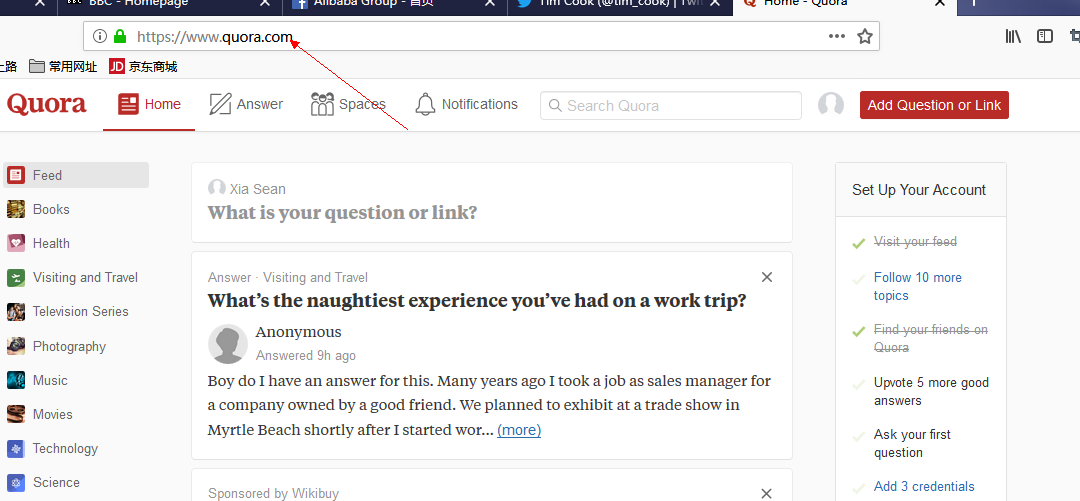 BBC - Homepage
Alibaba Group - 首页
Tim Cook (@tim_cook) | Twi
Home - Quora
https://www.quora.com
上路 常用网址 JD 京东商城
Quora Home Answer Spaces Notifications Search Quora Add Question or Link
Feed
Books
Health
Visiting and Travel
Television Series
Photography
Music
Movies
Technology
Science
Xia Sean
What is your question or link?
Answer · Visiting and Travel
What’s the naughtiest experience you’ve had on a work trip?
Anonymous
Answered 9h ago
Boy do I have an answer for this. Many years ago I took a job as sales manager for
a company owned by a good friend. We planned to exhibit at a trade show in
Myrtle Beach shortly after I started wor... (more)
Sponsored by Wikibuy
Set Up Your Account
Visit your feed
Follow 10 more
topics
Find your friends on
Quora
Upvote 5 more good
answers
Ask your first
question
Add 3 credentials